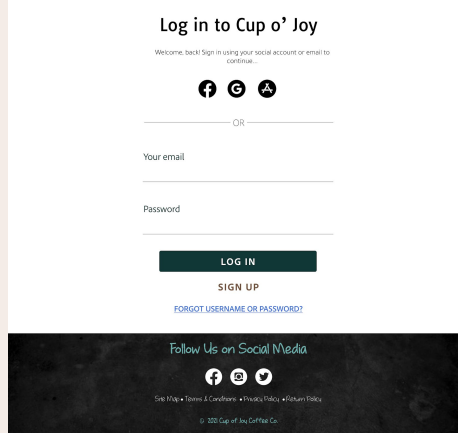 Log in to Cup o' Joy
Welcome, back! Sign in using your social account or email to
continue...
OR
Your email
Password
LOG IN
SIGN UP
FORGOT USERNAME OR PASSWORD?
Follow Us on Social Media
Site Map • Terms & Conditions • Privacy Policy • Return Policy
© 2021 Cup of Joy Coffee Co.